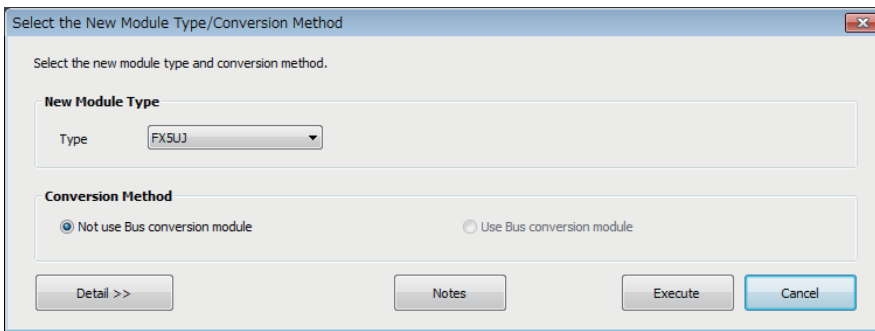 Select the New Module Type/Conversion Method
Select the new module type and conversion method.
New Module Type
Type FX5UJ
Conversion Method
Not use Bus conversion module Use Bus conversion module
Detail >> Notes Execute Cancel